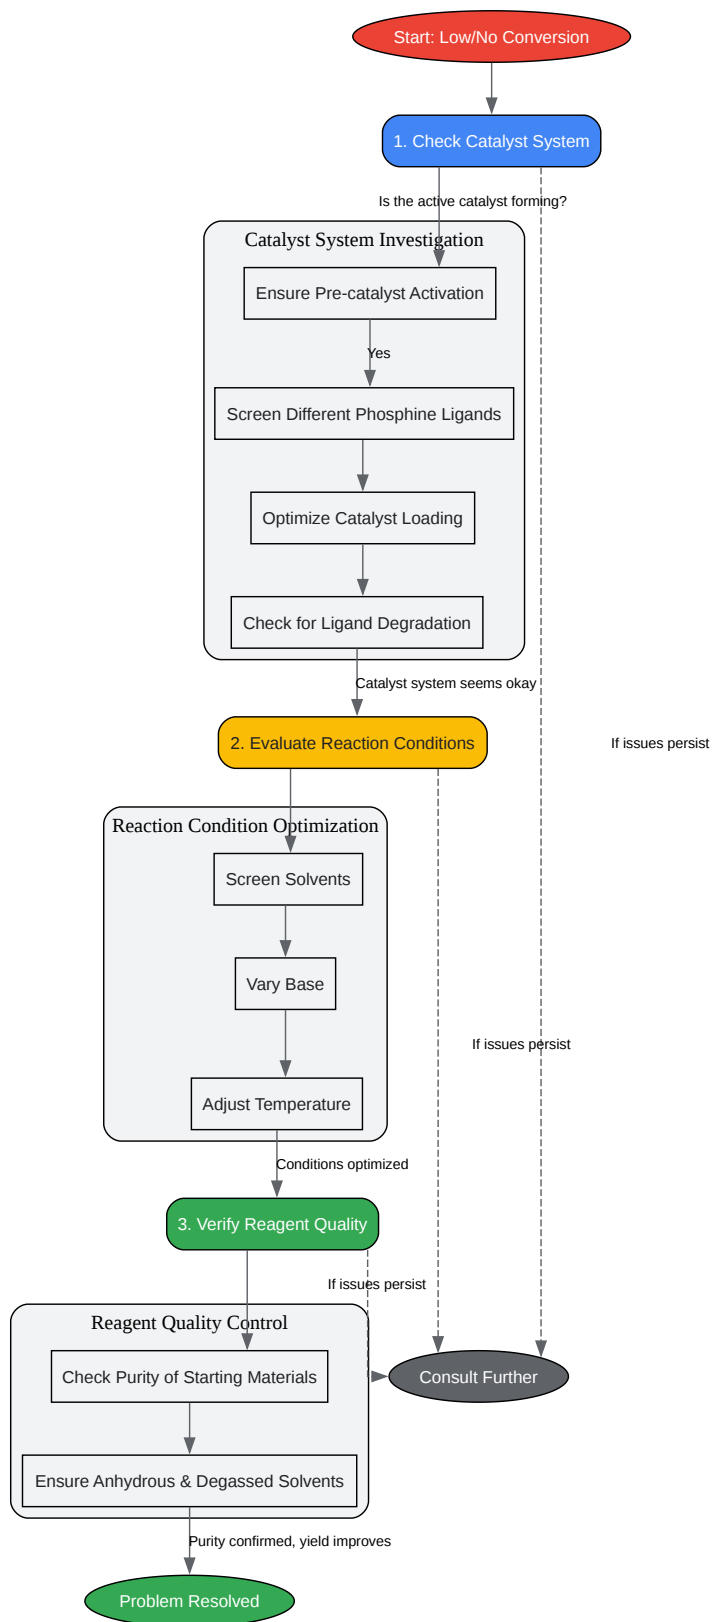 Start: Low/No Conversion
1. Check Catalyst System
Is the active catalyst forming?
Catalyst System Investigation
Ensure Pre-catalyst Activation
Yes
Screen Different Phosphine Ligands
Optimize Catalyst Loading
Check for Ligand Degradation
Catalyst system seems okay
2. Evaluate Reaction Conditions
If issues persist
Reaction Condition Optimization
Screen Solvents
Vary Base
If issues persist
Adjust Temperature
Conditions optimized
3. Verify Reagent Quality
If issues persist
Reagent Quality Control
Check Purity of Starting Materials
Consult Further
Ensure Anhydrous & Degassed Solvents
Purity confirmed, yield improves
Problem Resolved